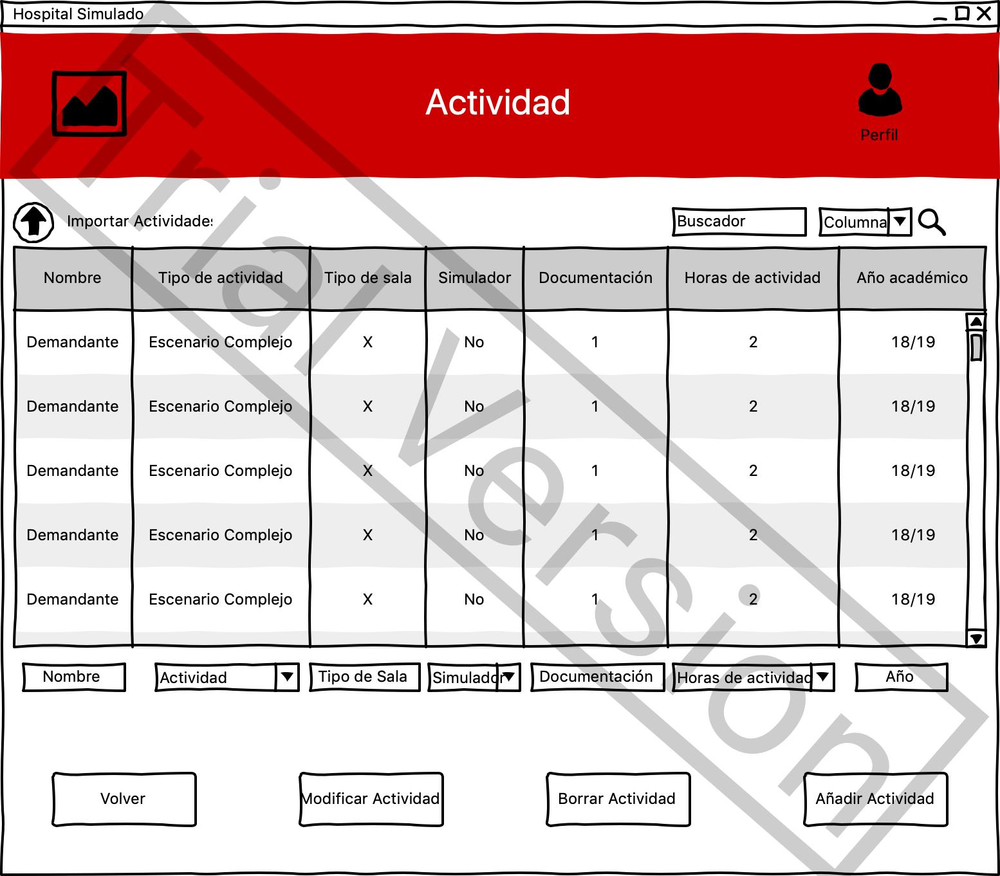 Hospital Simulado
Actividad
Perfil
Importar Actividades
Buscador
Columna
Nombre Tipo de actividad Tipo de sala Simulador Documentación Horas de actividad Año académico
Demandante Escenario Complejo X No 1 2 18/19
Demandante Escenario Complejo X No 1 2 18/19
Demandante Escenario Complejo X No 1 2 18/19
Demandante Escenario Complejo X No 1 2 18/19
Demandante Escenario Complejo X No 1 2 18/19
Nombre Actividad Tipo de Sala Simulador Documentación Horas de actividad Año
Volver Modificar Actividad Borrar Actividad Añadir Actividad
Trial Version